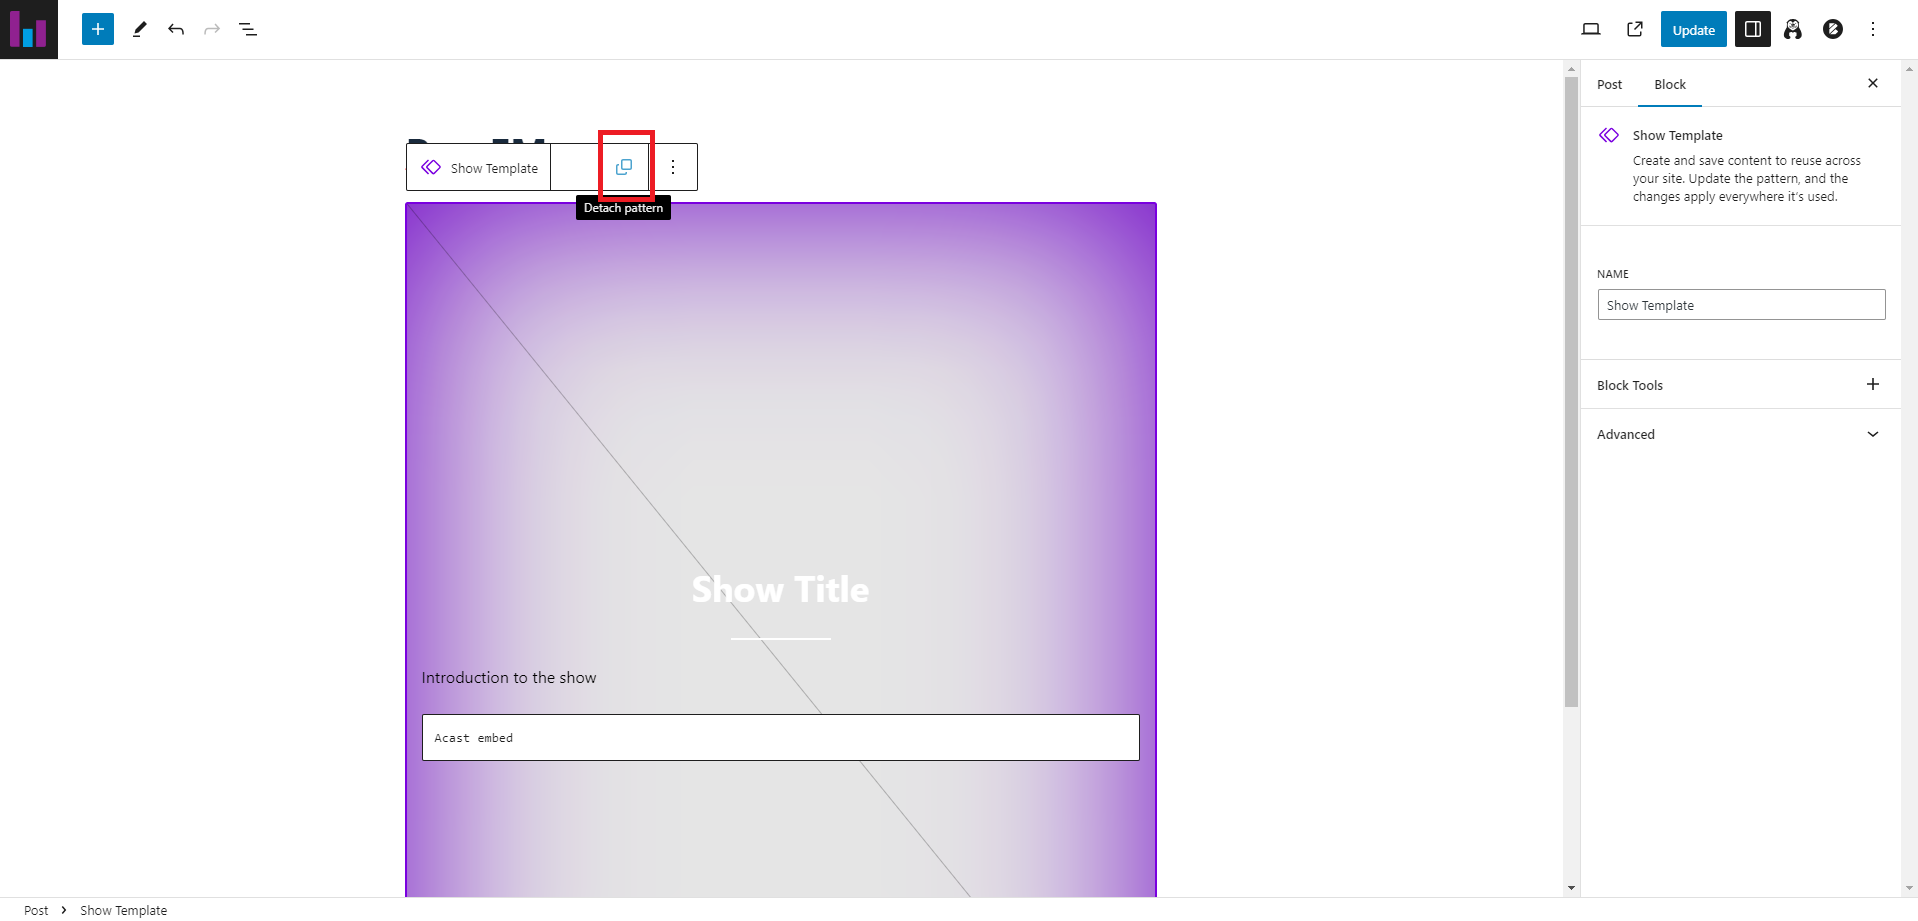 Update
Show Template
Detach pattern
Show Title
Introduction to the show
Acast embed
Post Block
Show Template
Create and save content to reuse across
your site. Update the pattern, and the
changes apply everywhere it’s used.
NAME
Show Template
Block Tools
Advanced
Post › Show Template